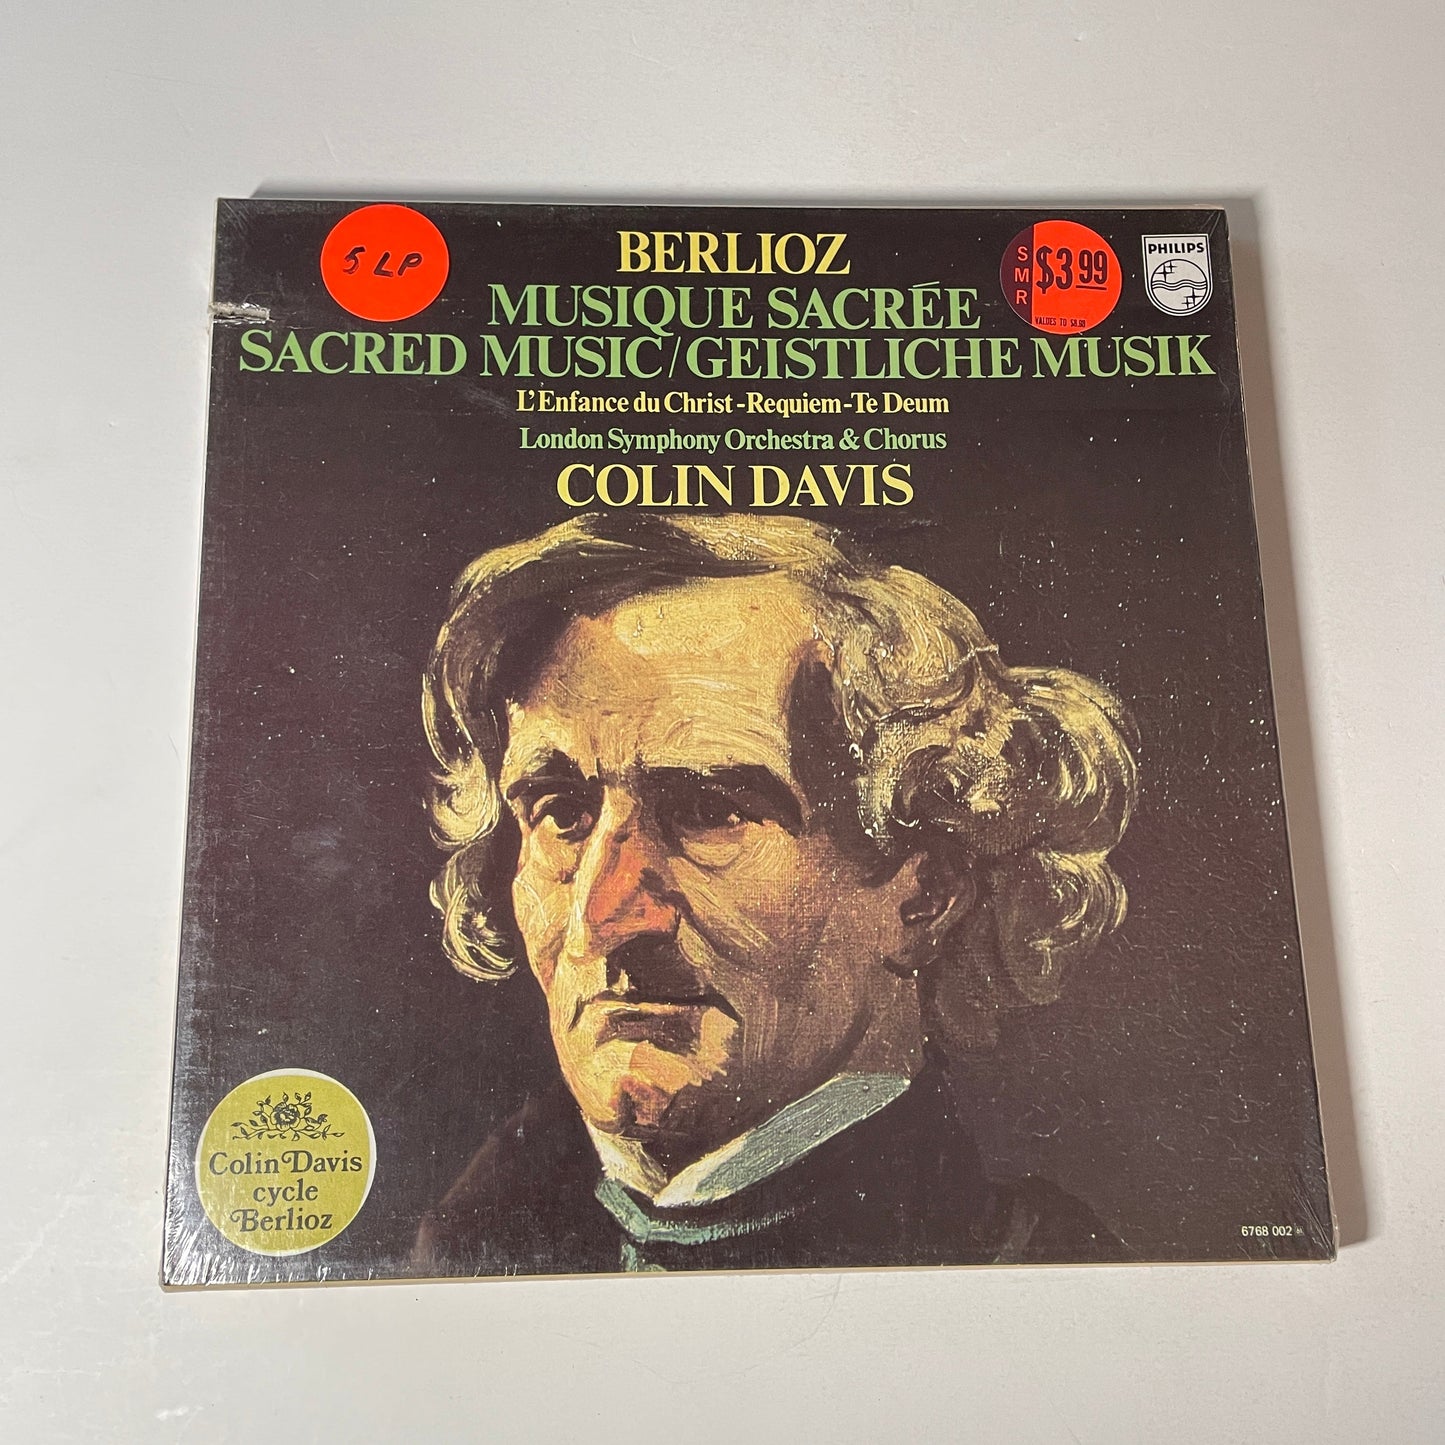 5 LP
BERLIOZ
MUSIQUE SACRÉE
SACRED MUSIC/GEISTLICHE MUSIK
L'Enfance du Christ-Requiem-Te Deum
London Symphony Orchestra & Chorus
COLIN DAVIS
SMR
$3.99
PHILIPS
Colin Davis
cycle
Berlioz
6768 002